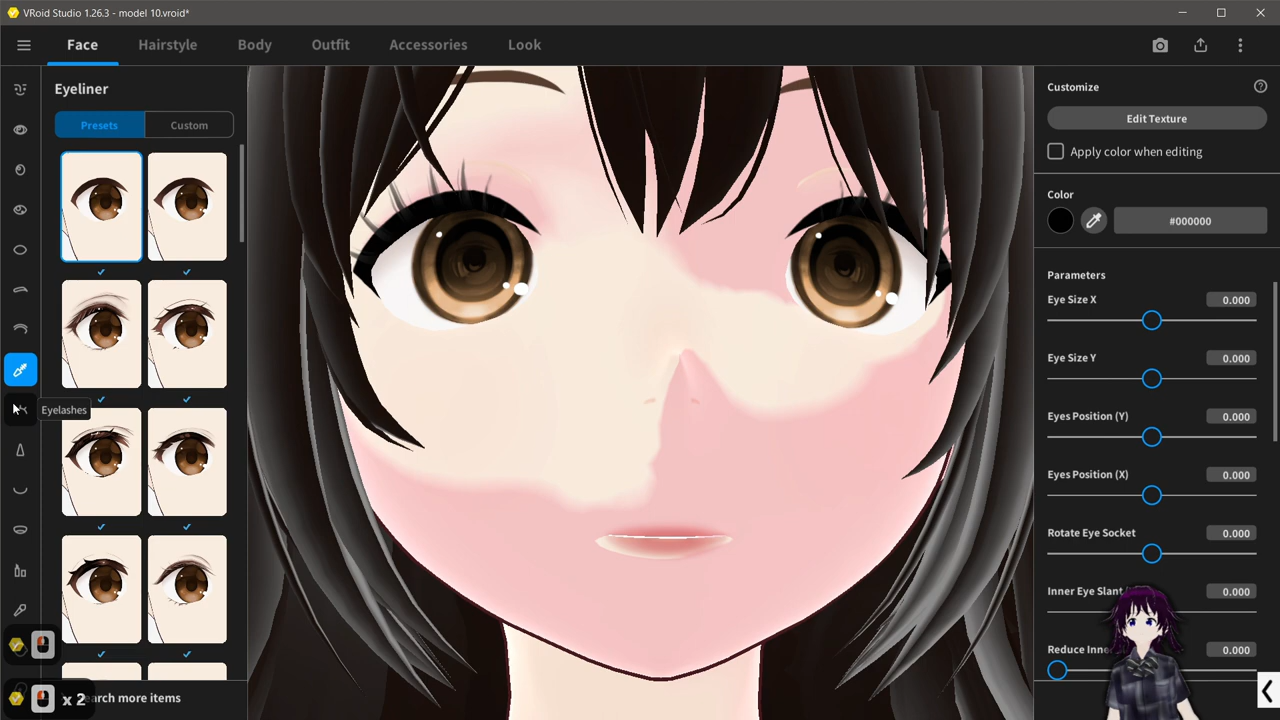 VRoid Studio 1.26.3 - model 10.vroid*
Face
Hairstyle
Body
Outfit
Accessories
Look
Eyeliner
Presets
Custom
Eyelashes
x 2
arch more items
Customize
Edit Texture
Apply color when editing
Color
#000000
Parameters
Eye Size X
0.000
Eye Size Y
0.000
Eyes Position (Y)
0.000
Eyes Position (X)
0.000
Rotate Eye Socket
0.000
Inner Eye Slant
0.000
Reduce Inne
0.000